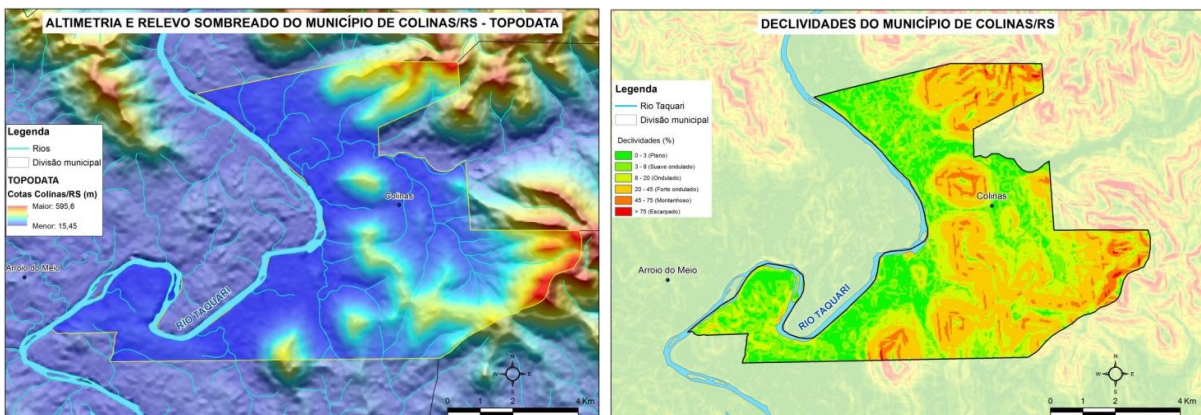 ALTIMETRIA E RELEVO SOMBREADO DO MUNICÍPIO DE COLINAS/RS - TOPODATA
Legenda
Rios
Divisão municipal
TOPODATA
Cotas Colinas/RS (m)
Maior: 595,6
Menor: 15,45
Colinas
Arroio do Meio
RIO TAQUARI
N
W E
S
0 1 2 4 Km
DECLIVIDADES DO MUNICÍPIO DE COLINAS/RS
Legenda
Rio Taquari
Divisão municipal
Declividades (%)
0 - 3 (Plano)
3 - 8 (Suave ondulado)
8 - 20 (Ondulado)
20 - 45 (Forte ondulado)
45 - 75 (Montanhoso)
> 75 (Escarpado)
Colinas
Arroio do Meio
RIO TAQUARI
N
W E
S
0 1 2 4 Km